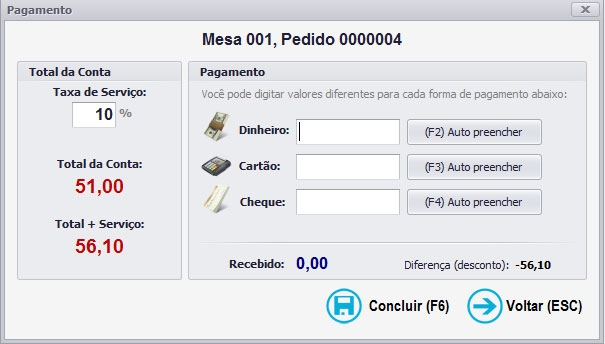 Pagamento
Mesa 001, Pedido 0000004
Total da Conta
Taxa de Serviço:
10 %
Total da Conta:
51,00
Total + Serviço:
56,10
Pagamento
Você pode digitar valores diferentes para cada forma de pagamento abaixo:
Dinheiro: (F2) Auto preencher
Cartão: (F3) Auto preencher
Cheque: (F4) Auto preencher
Recebido: 0,00 Diferença (desconto): -56,10
Concluir (F6) Voltar (ESC)